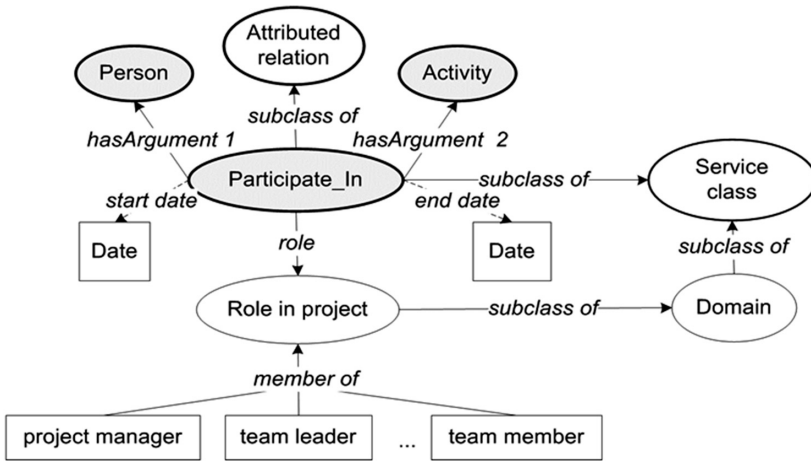 Attributed
relation
Person
Activity
subclass of
hasArgument 1
hasArgument 2
Participate_In
subclass of
Service
class
start date
end date
Date
role
Date
subclass of
Role in project
subclass of
Domain
member of
project manager
team leader
...
team member